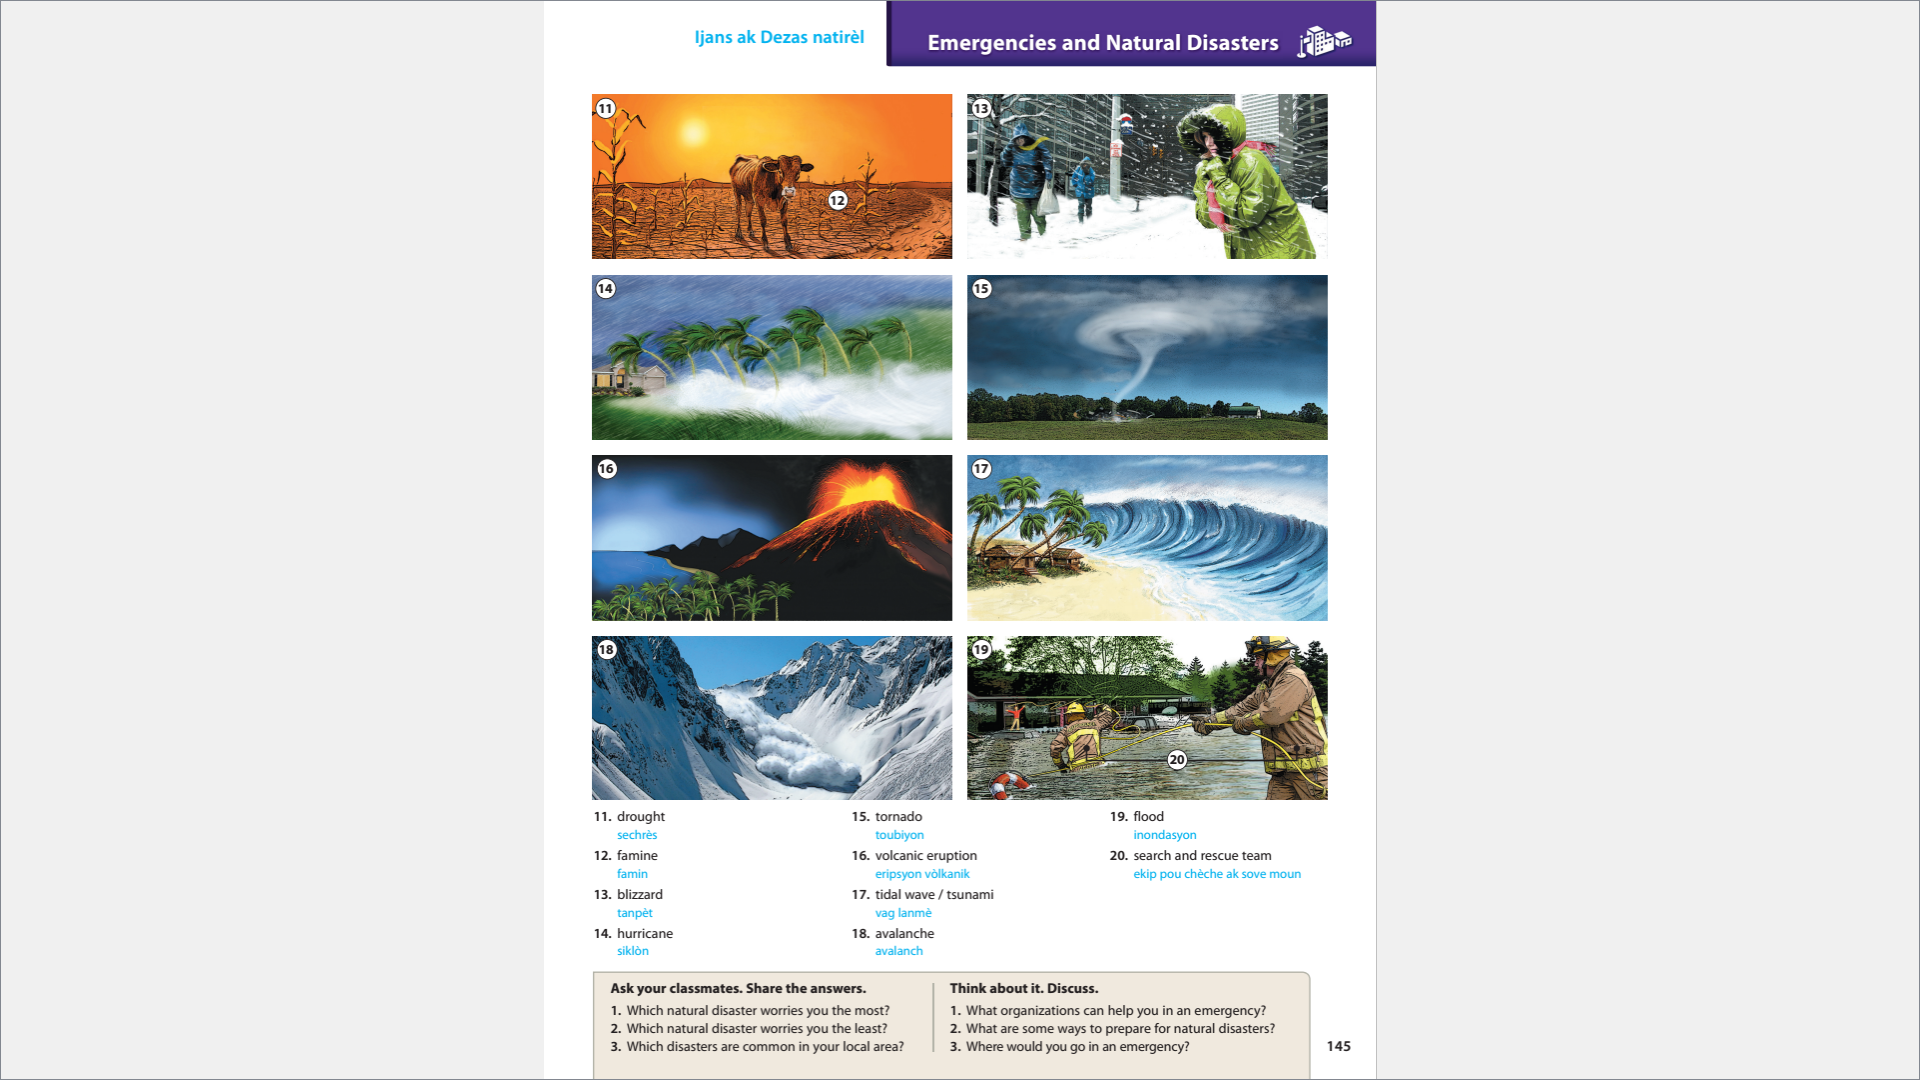 Ijans ak Dezas natirèl
Emergencies and Natural Disasters
11
12
13
14
15
16
17
18
19
20
11. drought
sechrès
12. famine
famin
13. blizzard
tanpèt
14. hurricane
siklòn
15. tornado
toubiyon
16. volcanic eruption
eripsyon vòlkanik
17. tidal wave / tsunami
vag lanmè
18. avalanche
avalanch
19. flood
inondasyon
20. search and rescue team
ekip pou chèche ak sove moun
Ask your classmates. Share the answers.
1. Which natural disaster worries you the most?
2. Which natural disaster worries you the least?
3. Which disasters are common in your local area?
Think about it. Discuss.
1. What organizations can help you in an emergency?
2. What are some ways to prepare for natural disasters?
3. Where would you go in an emergency?
145